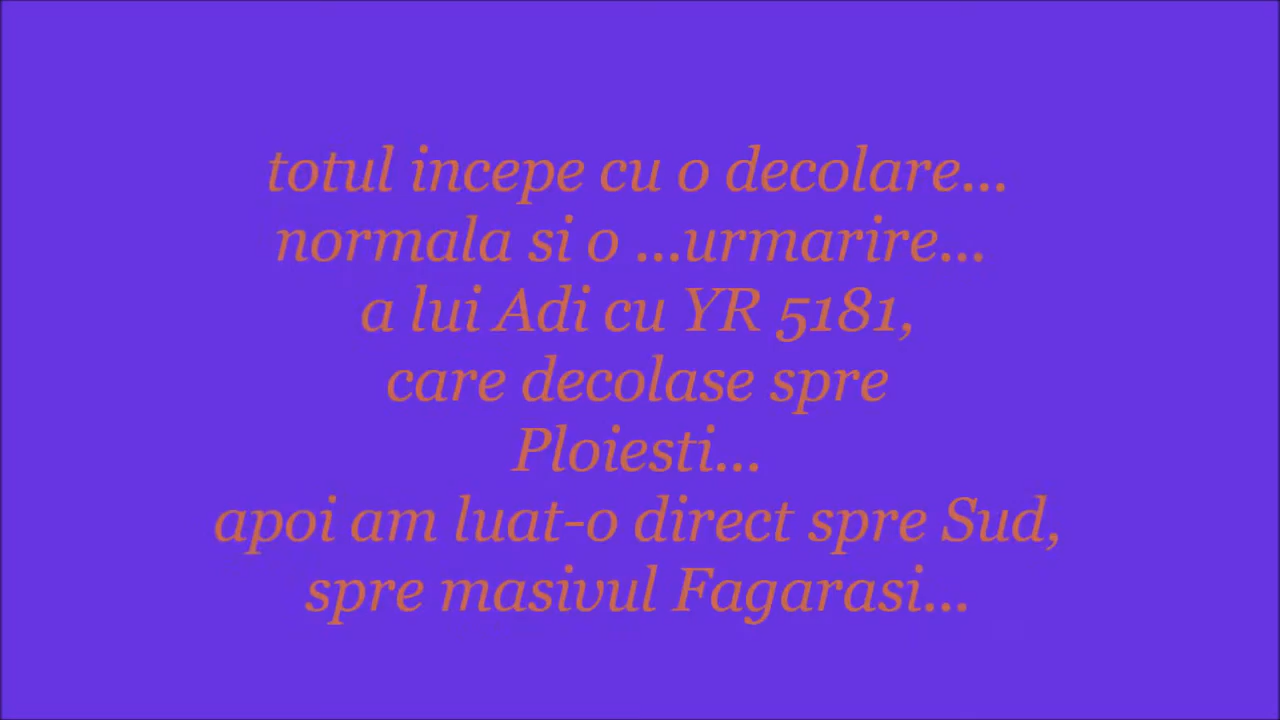 totul incepe cu o decolare...
normala si o ...urmarire...
a lui Adi cu YR 5181,
care decolase spre
Ploiesti...
apoi am luat-o direct spre Sud,
spre masivul Fagarasi...